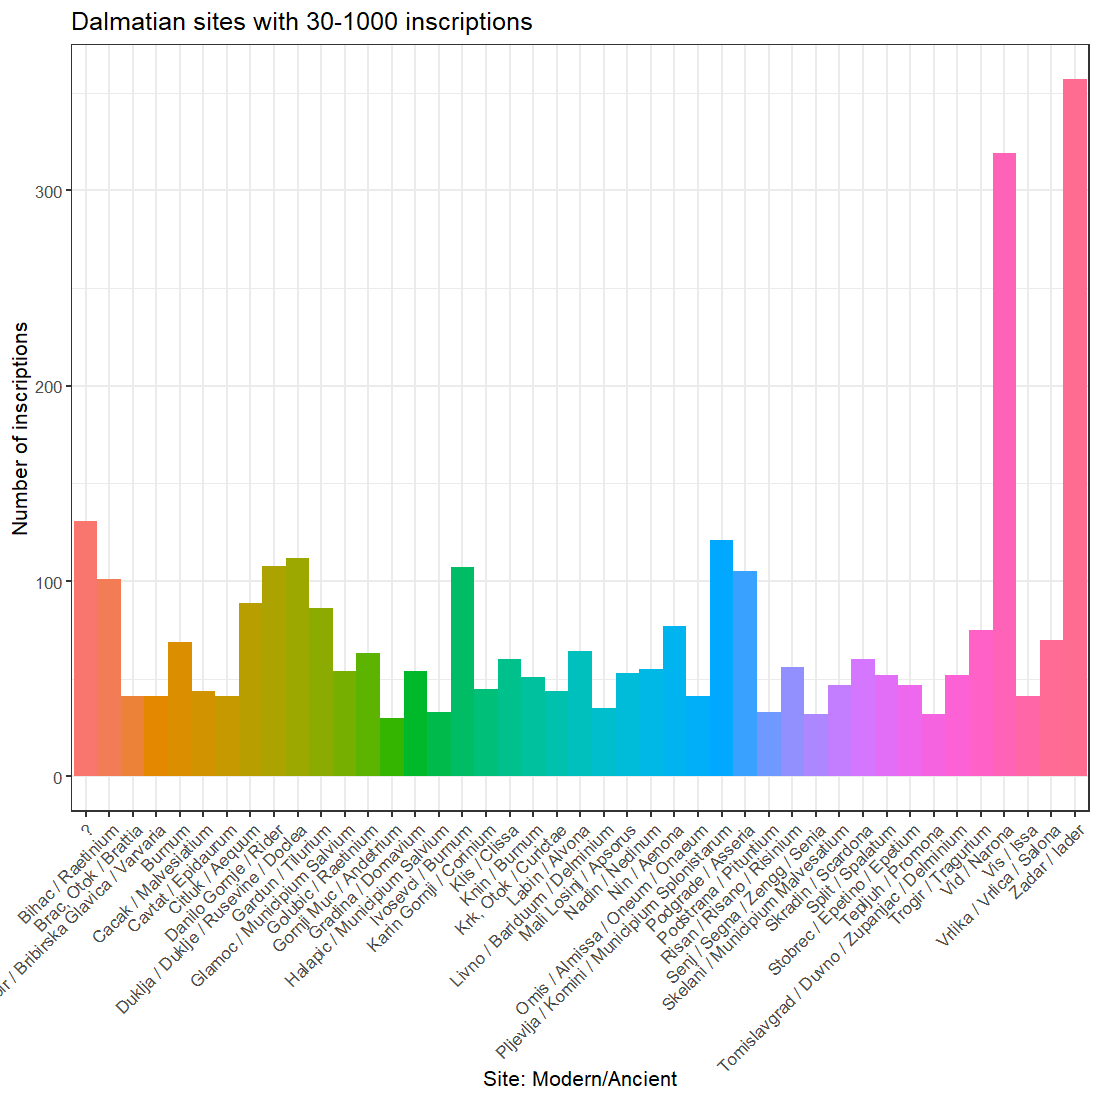 Dalmatian sites with 30-1000 inscriptions
Number of inscriptions
300
200
100
0
?
Bihac / Raetinium
Brac, Otok / Brattia
Bribirska Glavica / Varvaria
Burnum
Cacak / Malvesiatium
Cavtat / Epidaurum
Citluk / Aequum
Danilo Gornje / Rider
Duklja / Duklje / Rusevine / Doclea
Gardun / Tilurium
Glamoc / Municipium Salvium
Golubic / Raetinium
Gornji Muc / Andetrium
Gradina / Domavium
Halapic / Municipium Salvium
Ivosevci / Burnum
Karin Gornji / Corinium
Klis / Clissa
Knin / Burnum
Krk, Otok / Curictae
Labin / Alvona
Livno / Bariduum / Delminium
Mali Losinj / Apsorus
Nadin / Nedinum
Nin / Aenona
Omis / Almissa / Oneum / Onaeum
Pljevlja / Komini / Municipium Splonistarum
Podgrade / Asseria
Podstrana / Pituntium
Risan / Risano / Risinium
Senj / Segna / Zengg / Senia
Skelani / Municipium Malvesatium
Skradin / Scardona
Split / Spalatum
Stobrec / Epetino / Epetium
Tepljuh / Promona
Tomislavgrad / Duvno / Zupanjac / Delminium
Trogir / Tragurium
Vid / Narona
Vis / Issa
Vrlika / Vrlica / Salona
Zadar / Iader
Site: Modern/Ancient